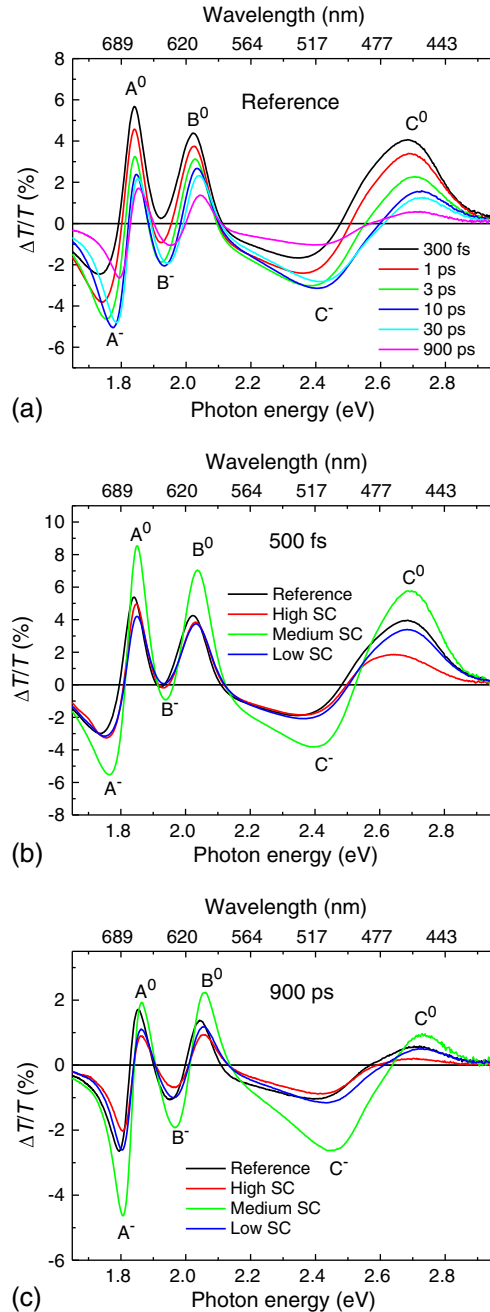 Wavelength (nm)
689 620 564 517 477 443
8
6
4
2
0
-2
-4
-6
ΔT/T (%)
A⁰
B⁰
C⁰
Reference
A⁻
B⁻
C⁻
300 fs
1 ps
3 ps
10 ps
30 ps
900 ps
1.8 2.0 2.2 2.4 2.6 2.8
(a)
Photon energy (eV)
Wavelength (nm)
689 620 564 517 477 443
10
8
6
4
2
0
-2
-4
-6
-8
ΔT/T (%)
A⁰
B⁰
C⁰
500 fs
Reference
High SC
Medium SC
Low SC
A⁻
B⁻
C⁻
1.8 2.0 2.2 2.4 2.6 2.8
(b)
Photon energy (eV)
Wavelength (nm)
689 620 564 517 477 443
2
0
-2
-4
-6
ΔT/T (%)
A⁰
B⁰
C⁰
900 ps
A⁻
B⁻
C⁻
Reference
High SC
Medium SC
Low SC
1.8 2.0 2.2 2.4 2.6 2.8
(c)
Photon energy (eV)